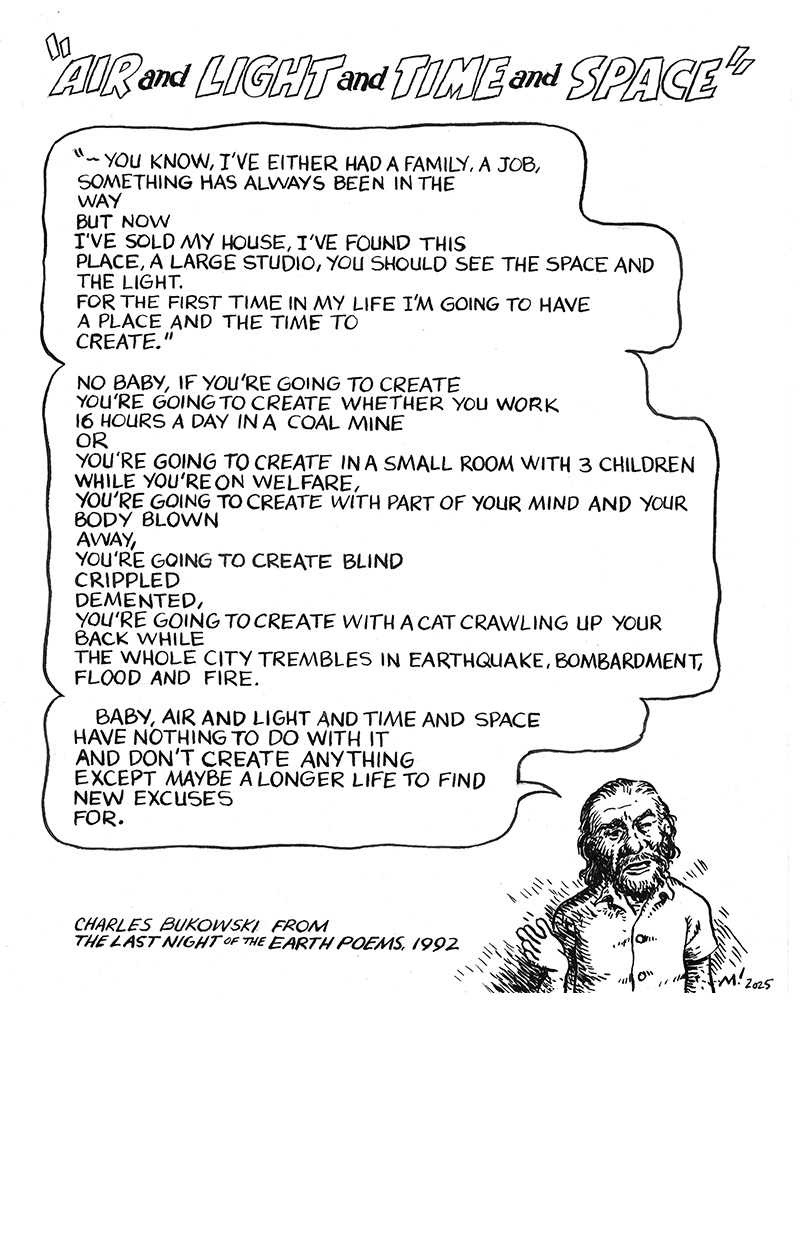 "AIR and LIGHT and TIME and SPACE"
"– YOU KNOW, I'VE EITHER HAD A FAMILY, A JOB,
SOMETHING HAS ALWAYS BEEN IN THE
WAY
BUT NOW
I'VE SOLD MY HOUSE, I'VE FOUND THIS
PLACE, A LARGE STUDIO, YOU SHOULD SEE THE SPACE AND
THE LIGHT.
FOR THE FIRST TIME IN MY LIFE I'M GOING TO HAVE
A PLACE AND THE TIME TO
CREATE."
NO BABY, IF YOU'RE GOING TO CREATE
YOU'RE GOING TO CREATE WHETHER YOU WORK
16 HOURS A DAY IN A COAL MINE
OR
YOU'RE GOING TO CREATE IN A SMALL ROOM WITH 3 CHILDREN
WHILE YOU'RE ON WELFARE,
YOU'RE GOING TO CREATE WITH PART OF YOUR MIND AND YOUR
BODY BLOWN
AWAY,
YOU'RE GOING TO CREATE BLIND
CRIPPLED
DEMENTED,
YOU'RE GOING TO CREATE WITH A CAT CRAWLING UP YOUR
BACK WHILE
THE WHOLE CITY TREMBLES IN EARTHQUAKE, BOMBARDMENT,
FLOOD AND FIRE.
BABY, AIR AND LIGHT AND TIME AND SPACE
HAVE NOTHING TO DO WITH IT
AND DON'T CREATE ANYTHING
EXCEPT MAYBE A LONGER LIFE TO FIND
NEW EXCUSES
FOR.
CHARLES BUKOWSKI FROM
THE LAST NIGHT OF THE EARTH POEMS, 1992
M! 2025